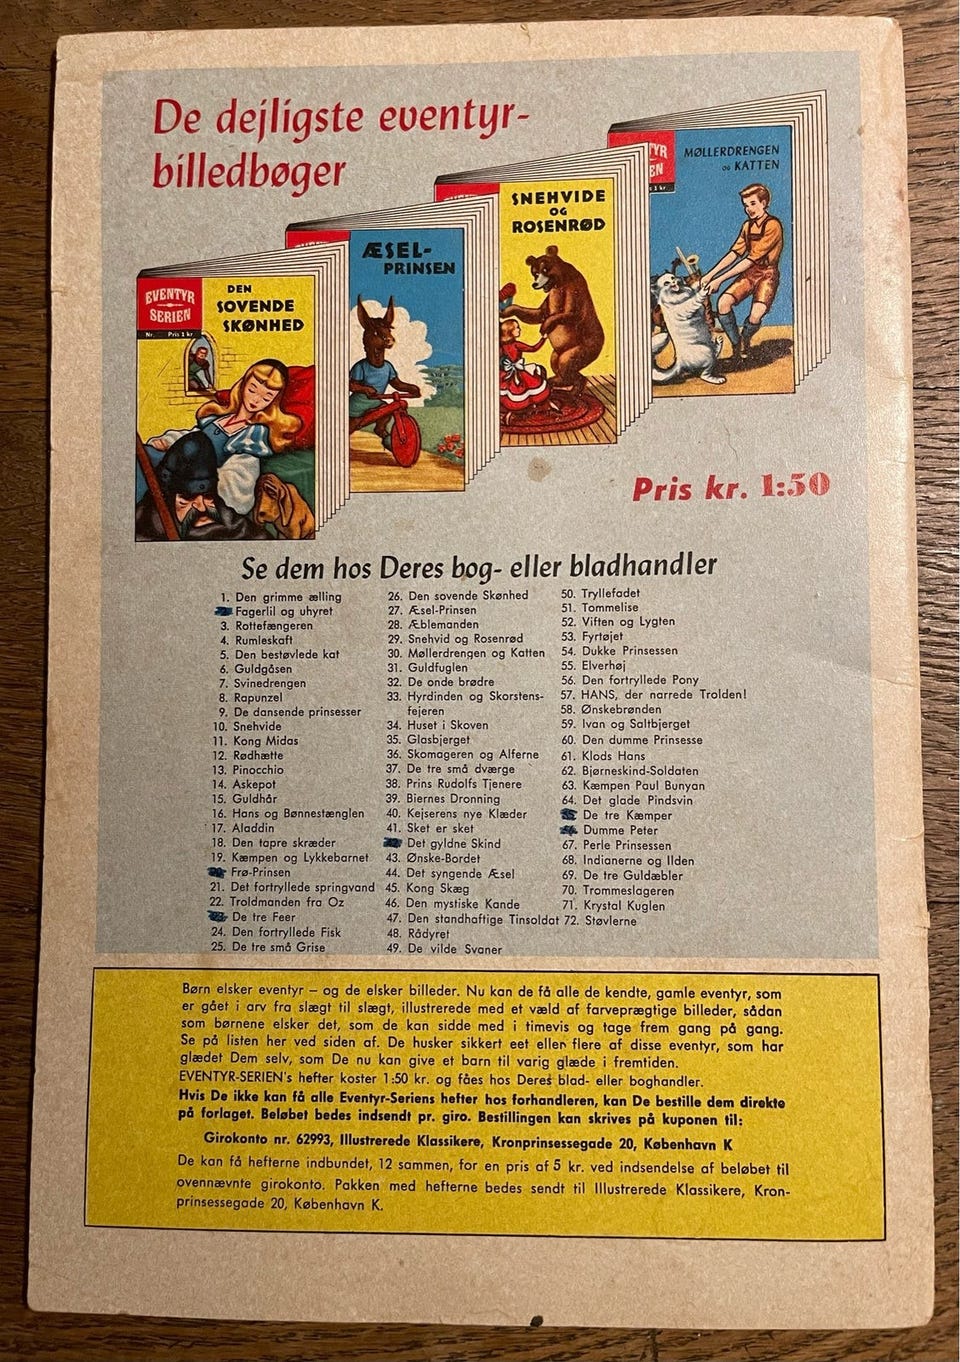 De dejligste eventyr-
billedbøger
EVENTYR
SERIEN
Nr. Pris 1 kr.
DEN
SOVENDE
SKØNHED
ÆSEL-
PRINSEN
SNEHVIDE
OG
ROSENRØD
MØLLERDRENGEN
OG KATTEN
Pris kr. 1:50
Se dem hos Deres bog- eller bladhandler
1. Den grimme ælling
Fagerlil og uhyret
3. Rottefængeren
4. Rumleskaft
5. Den bestøvlede kat
6. Guldgåsen
7. Svinedrengen
8. Rapunzel
9. De dansende prinsesser
10. Snehvide
11. Kong Midas
12. Rødhætte
13. Pinocchio
14. Askepot
15. Guldhår
16. Hans og Bønnestænglen
17. Aladdin
18. Den tapre skræder
19. Kæmpen og Lykkebarnet
Frø-Prinsen
21. Det fortryllede springvand
22. Troldmanden fra Oz
De tre Feer
24. Den fortryllede Fisk
25. De tre små Grise
26. Den sovende Skønhed
27. Æsel-Prinsen
28. Æblemanden
29. Snehvid og Rosenrød
30. Møllerdrengen og Katten
31. Guldfuglen
32. De onde brødre
33. Hyrdinden og Skorstens-
fejeren
34. Huset i Skoven
35. Glasbjerget
36. Skomageren og Alferne
37. De tre små dværge
38. Prins Rudolfs Tjenere
39. Biernes Dronning
40. Kejserens nye Klæder
41. Sket er sket
Det gyldne Skind
43. Ønske-Bordet
44. Det syngende Æsel
45. Kong Skæg
46. Den mystiske Kande
47. Den standhaftige Tinsoldat
48. Rådyret
49. De vilde Svaner
50. Tryllefadet
51. Tommelise
52. Viften og Lygten
53. Fyrtøjet
54. Dukke Prinsessen
55. Elverhøj
56. Den fortryllede Pony
57. HANS, der narrede Trolden!
58. Ønskebrønden
59. Ivan og Saltbjerget
60. Den dumme Prinsesse
61. Klods Hans
62. Bjørneskind-Soldaten
63. Kæmpen Paul Bunyan
64. Det glade Pindsvin
De tre Kæmper
Dumme Peter
67. Perle Prinsessen
68. Indianerne og Ilden
69. De tre Guldæbler
70. Trommeslageren
71. Krystal Kuglen
72. Støvlerne
Børn elsker eventyr – og de elsker billeder. Nu kan de få alle de kendte, gamle eventyr, som
er gået i arv fra slægt til slægt, illustrerede med et væld af farveprægtige billeder, sådan
som børnene elsker det, som de kan sidde med i timevis og tage frem gang på gang.
Se på listen her ved siden af. De husker sikkert eet eller flere af disse eventyr, som har
glædet Dem selv, som De nu kan give et barn til varig glæde i fremtiden.
EVENTYR-SERIEN's hefter koster 1:50 kr. og fåes hos Deres blad- eller boghandler.
Hvis De ikke kan få alle Eventyr-Seriens hefter hos forhandleren, kan De bestille dem direkte
på forlaget. Beløbet bedes indsendt pr. giro. Bestillingen kan skrives på kuponen til:
Girokonto nr. 62993, Illustrerede Klassikere, Kronprinsessegade 20, København K
De kan få hefterne indbundet, 12 sammen, for en pris af 5 kr. ved indsendelse af beløbet til
ovennævnte girokonto. Pakken med hefterne bedes sendt til Illustrerede Klassikere, Kron-
prinsessegade 20, København K.